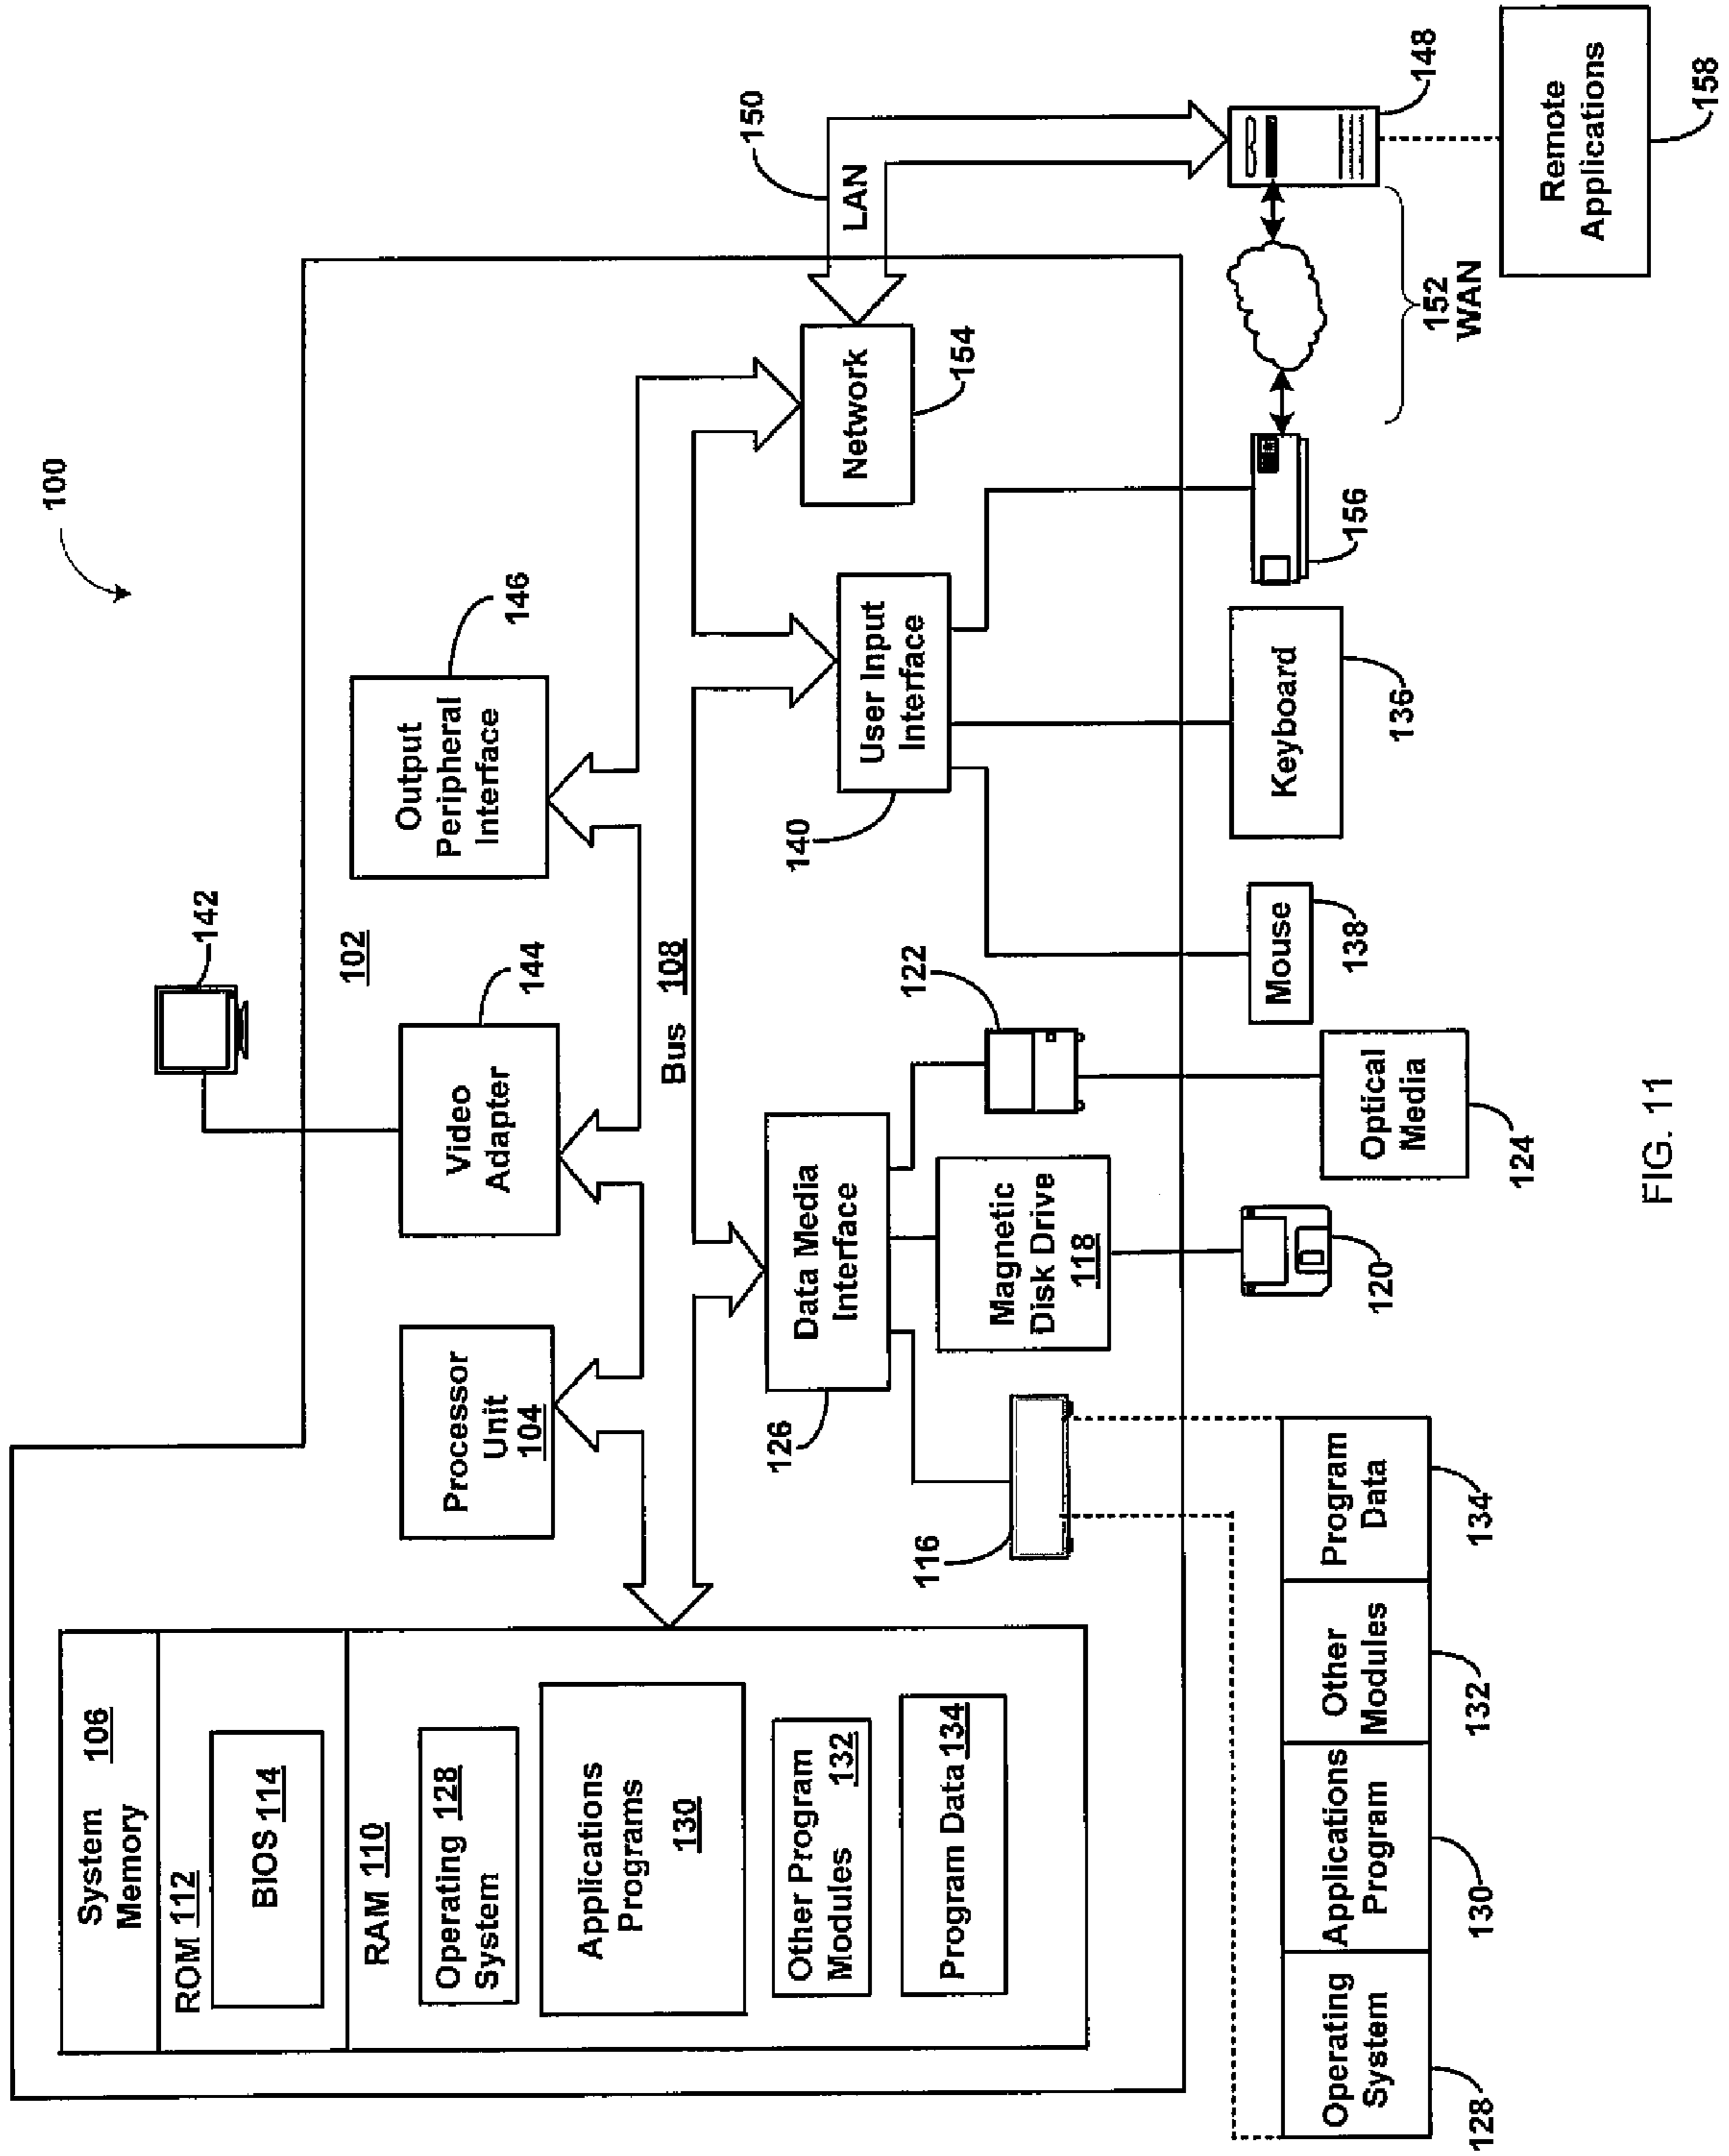 100
142
System
Memory
106
ROM 112
BIOS 114
RAM 110
Operating 128
System
Applications
Programs
130
Other Program
Modules 132
Program Data 134
Processor
Unit
104
Video
Adapter
144
102
Output
Peripheral
Interface
146
Bus 108
150
LAN
Data Media
Interface
126
User Input
Interface
140
Network
154
116
Magnetic
Disk Drive
118
122
120
Optical
Media
124
Mouse
138
Keyboard
136
156
152
WAN
148
Remote
Applications
158
Operating
System
128
Applications
Program
130
Other
Modules
132
Program
Data
134
FIG. 11